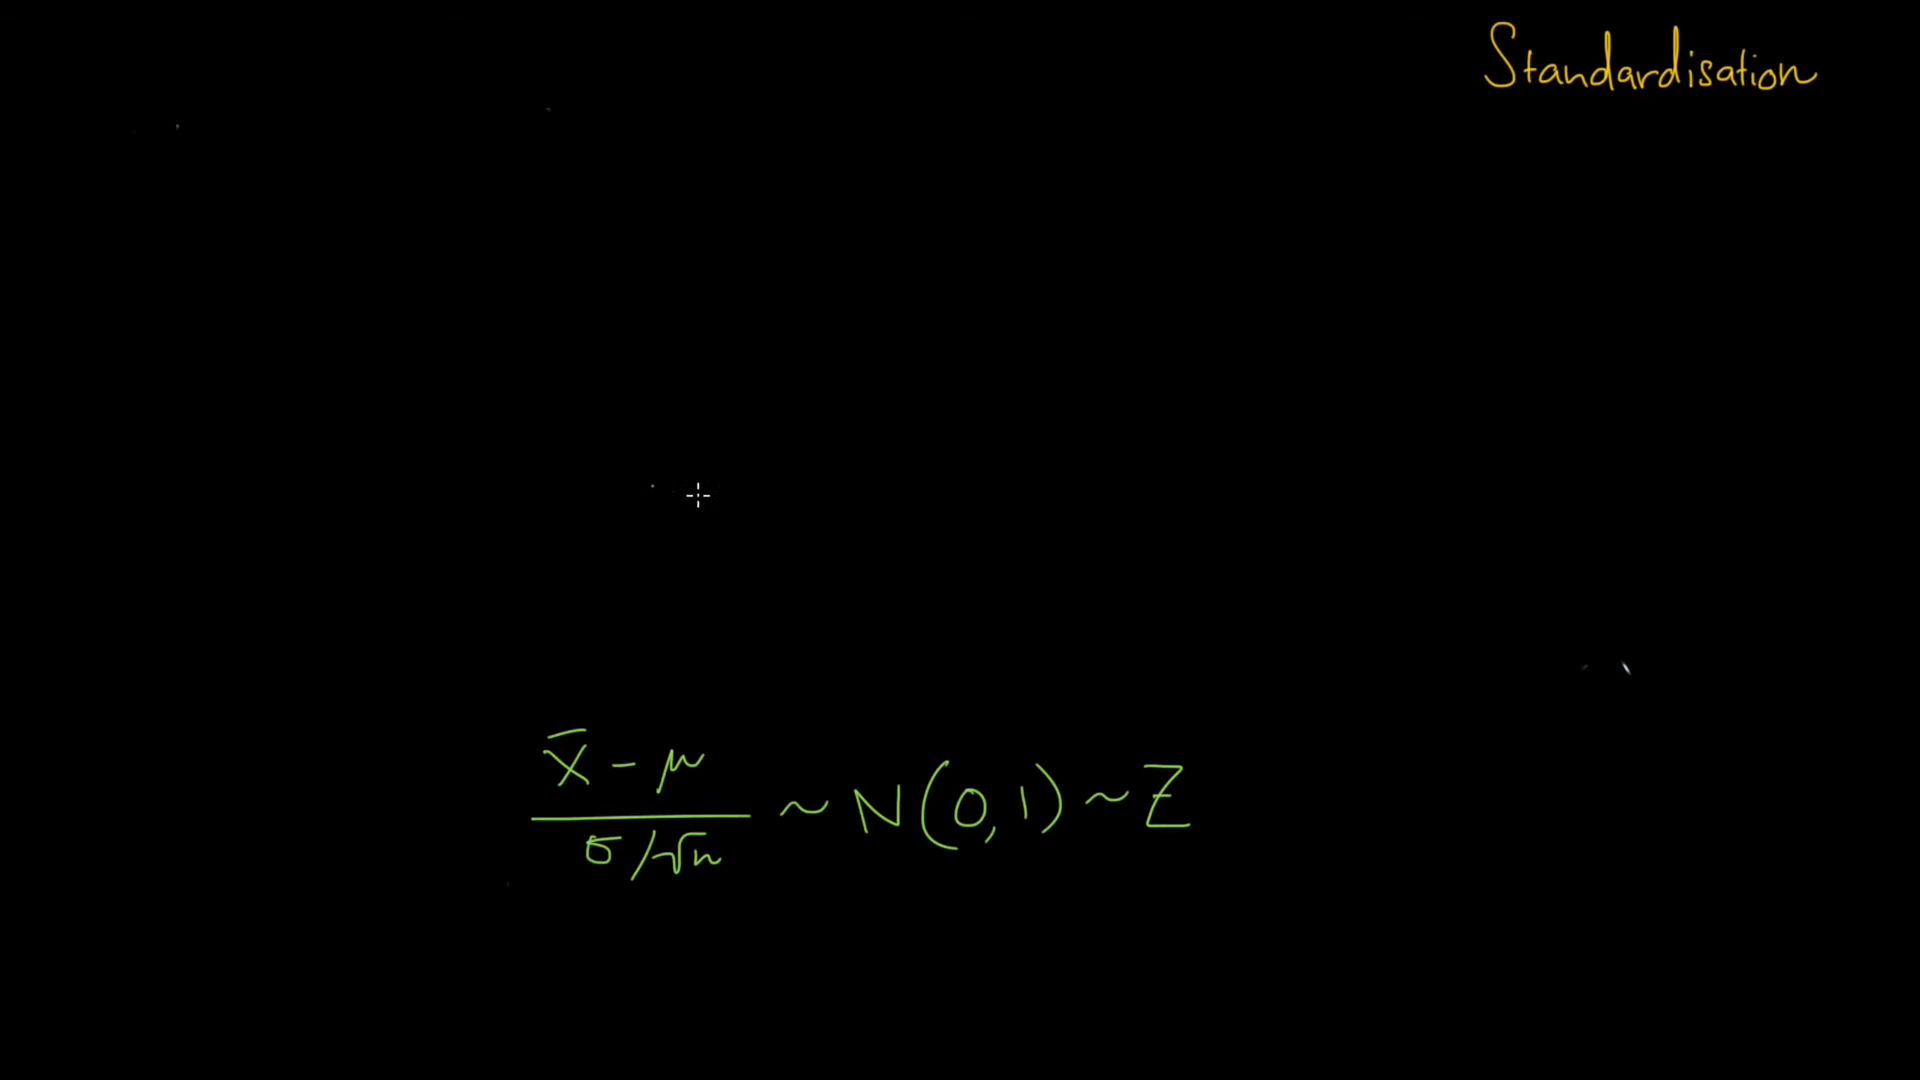 Standardisation
X̄ - μ
σ/√n ~ N(0,1) ~ Z